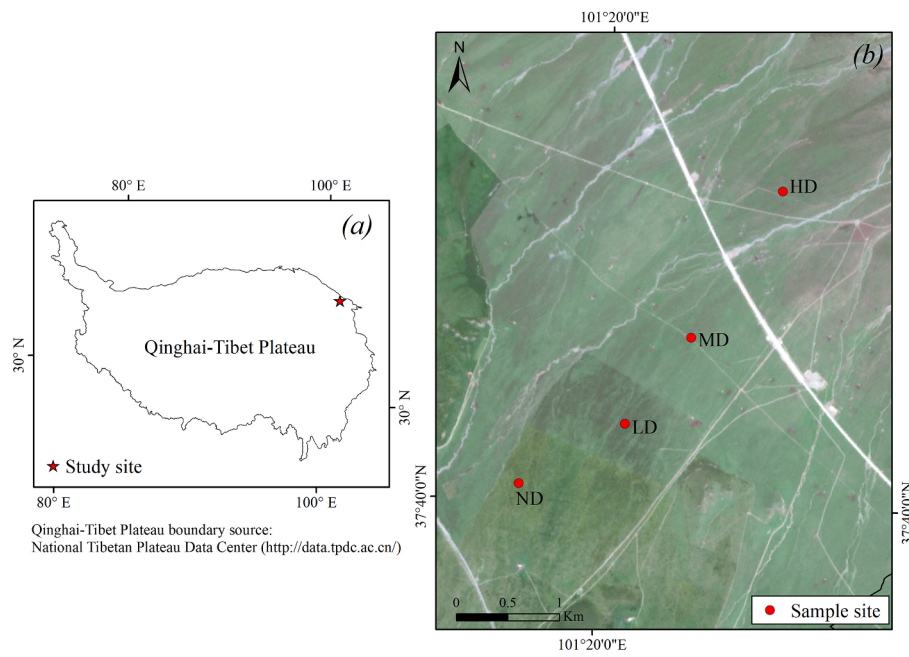 80° E
100° E
(a)
Qinghai-Tibet Plateau
30° N
30° N
Study site
80° E
100° E
Qinghai-Tibet Plateau boundary source:
National Tibetan Plateau Data Center (http://data.tpdc.ac.cn/)
101°20'0"E
N
(b)
HD
MD
LD
ND
37°40'0"N
37°40'0"N
0 0.5 1
Km
Sample site
101°20'0"E